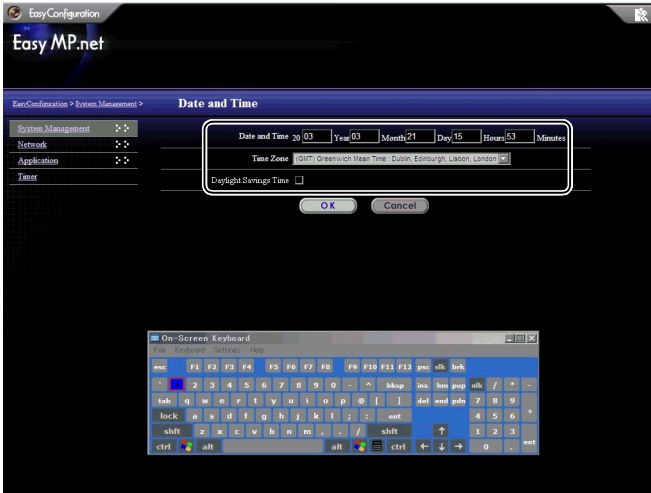 EasyConfiguration
Easy MP.net
EasyConfiguration > System Management >
Date and Time
System Management
Network
Application
Timer
Date and Time 20 03 Year 03 Month 21 Day 15 Hours 53 Minutes
Time Zone (GMT) Greenwich Mean Time : Dublin, Edinburgh, Lisbon, London
Daylight Savings Time
OK Cancel
On-Screen Keyboard
File Keyboard Settings Help
esc F1 F2 F3 F4 F5 F6 F7 F8 F9 F10 F11 F12 psc slk brk
` 2 3 4 5 6 7 8 9 0 - ^ bksp ins hm pup nlk / * -
tab q w e r t y u i o p @ [ ] del end pdn 7 8 9 +
lock a s d f g h j k l ; : ent 4 5 6
shft z x c v b n m , . / shft ↑ 1 2 3 ent
ctrl alt alt ctrl ← ↓ → 0 .